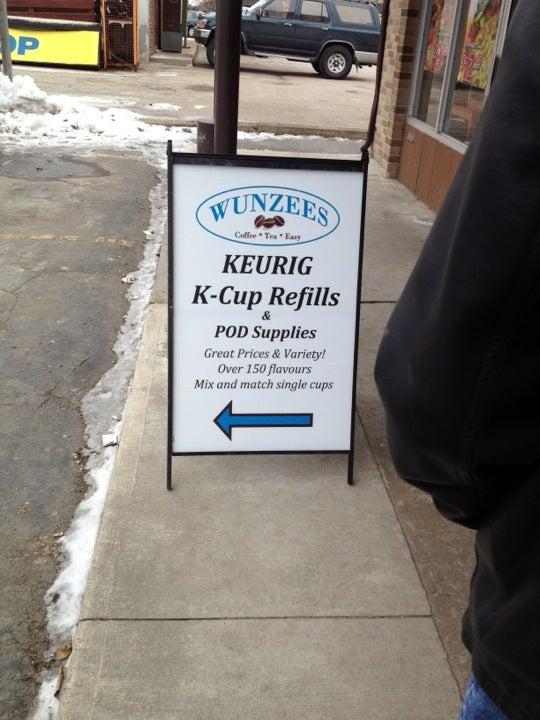 OP
WUNZEES
Coffee * Tea * Easy
KEURIG
K-Cup Refills
&
POD Supplies
Great Prices & Variety!
Over 150 flavours
Mix and match single cups